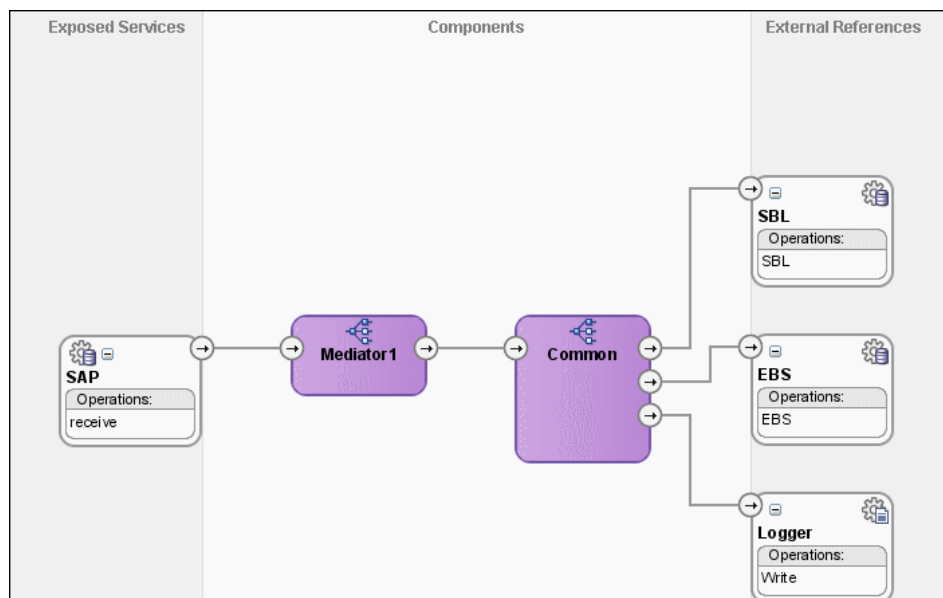 Exposed Services
Components
External References
SBL
Operations:
SBL
SAP
Operations:
receive
Mediator1
Common
EBS
Operations:
EBS
Logger
Operations:
Write